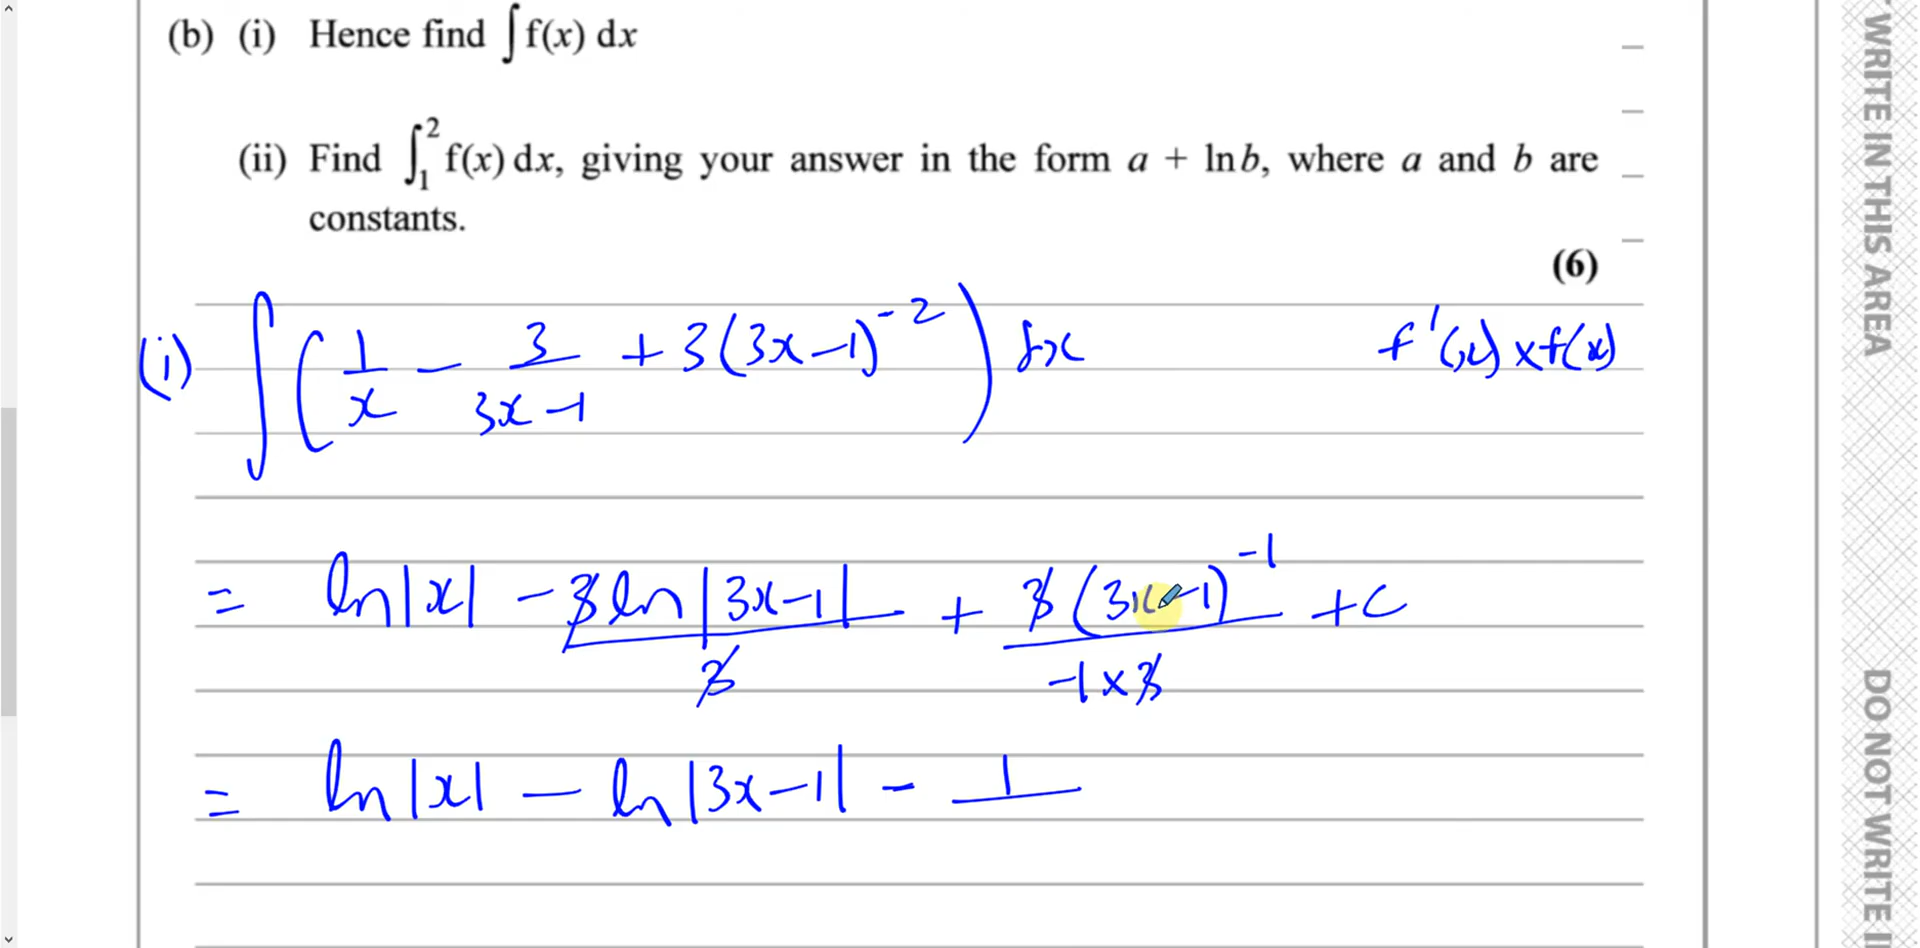 (b) (i) Hence find ∫f(x) dx
(ii) Find ∫₁² f(x) dx, giving your answer in the form a + ln b, where a and b are
constants.
(6)
(i) ∫(1/x − 3/(3x−1) + 3(3x−1)⁻²) dx
f'(x) x f(x)
= ln|x| − 3ln|3x−1|/3 + 3(3x−1)⁻¹/(−1×3) + c
= ln|x| − ln|3x−1| − 1
WRITE IN THIS AREA
DO NOT WRITE I